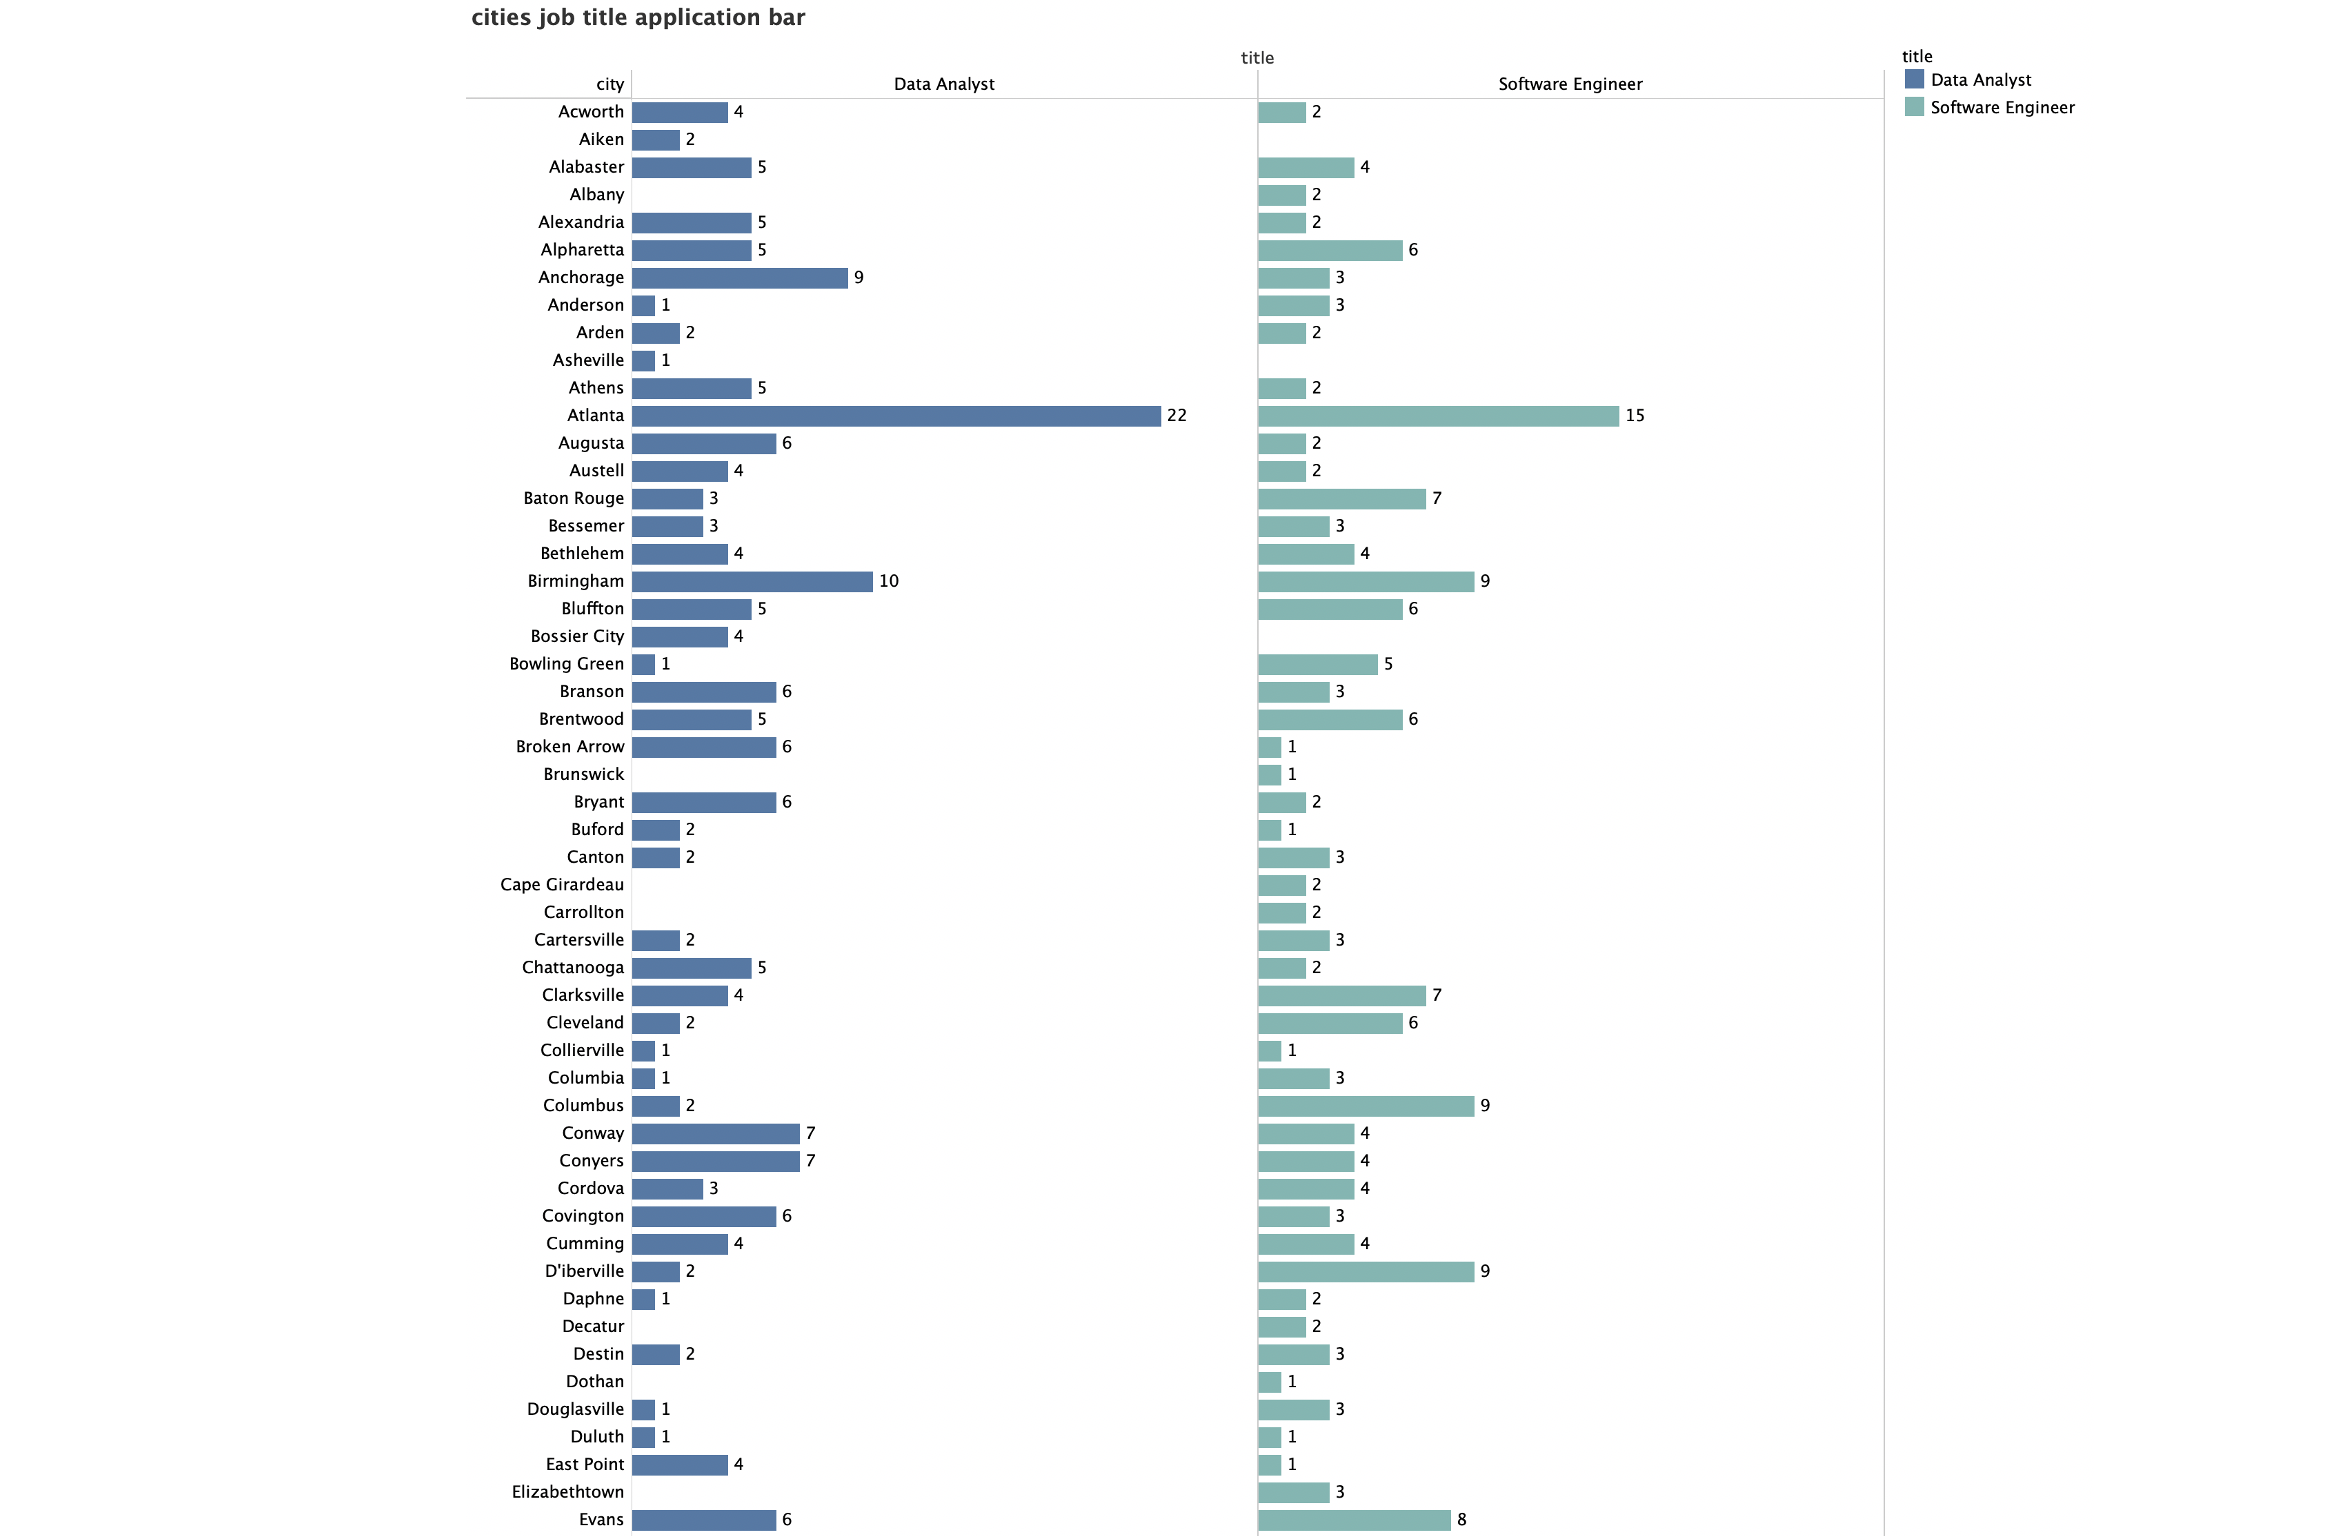 cities job title application bar
title
title
city Data Analyst Software Engineer
Data Analyst
Software Engineer
Acworth 4 2
Aiken 2
Alabaster 5 4
Albany 2
Alexandria 5 2
Alpharetta 5 6
Anchorage 9 3
Anderson 1 3
Arden 2 2
Asheville 1
Athens 5 2
Atlanta 22 15
Augusta 6 2
Austell 4 2
Baton Rouge 3 7
Bessemer 3 3
Bethlehem 4 4
Birmingham 10 9
Bluffton 5 6
Bossier City 4
Bowling Green 1 5
Branson 6 3
Brentwood 5 6
Broken Arrow 6 1
Brunswick 1
Bryant 6 2
Buford 2 1
Canton 2 3
Cape Girardeau 2
Carrollton 2
Cartersville 2 3
Chattanooga 5 2
Clarksville 4 7
Cleveland 2 6
Collierville 1 1
Columbia 1 3
Columbus 2 9
Conway 7 4
Conyers 7 4
Cordova 3 4
Covington 6 3
Cumming 4 4
D'iberville 2 9
Daphne 1 2
Decatur 2
Destin 2 3
Dothan 1
Douglasville 1 3
Duluth 1 1
East Point 4 1
Elizabethtown 3
Evans 6 8